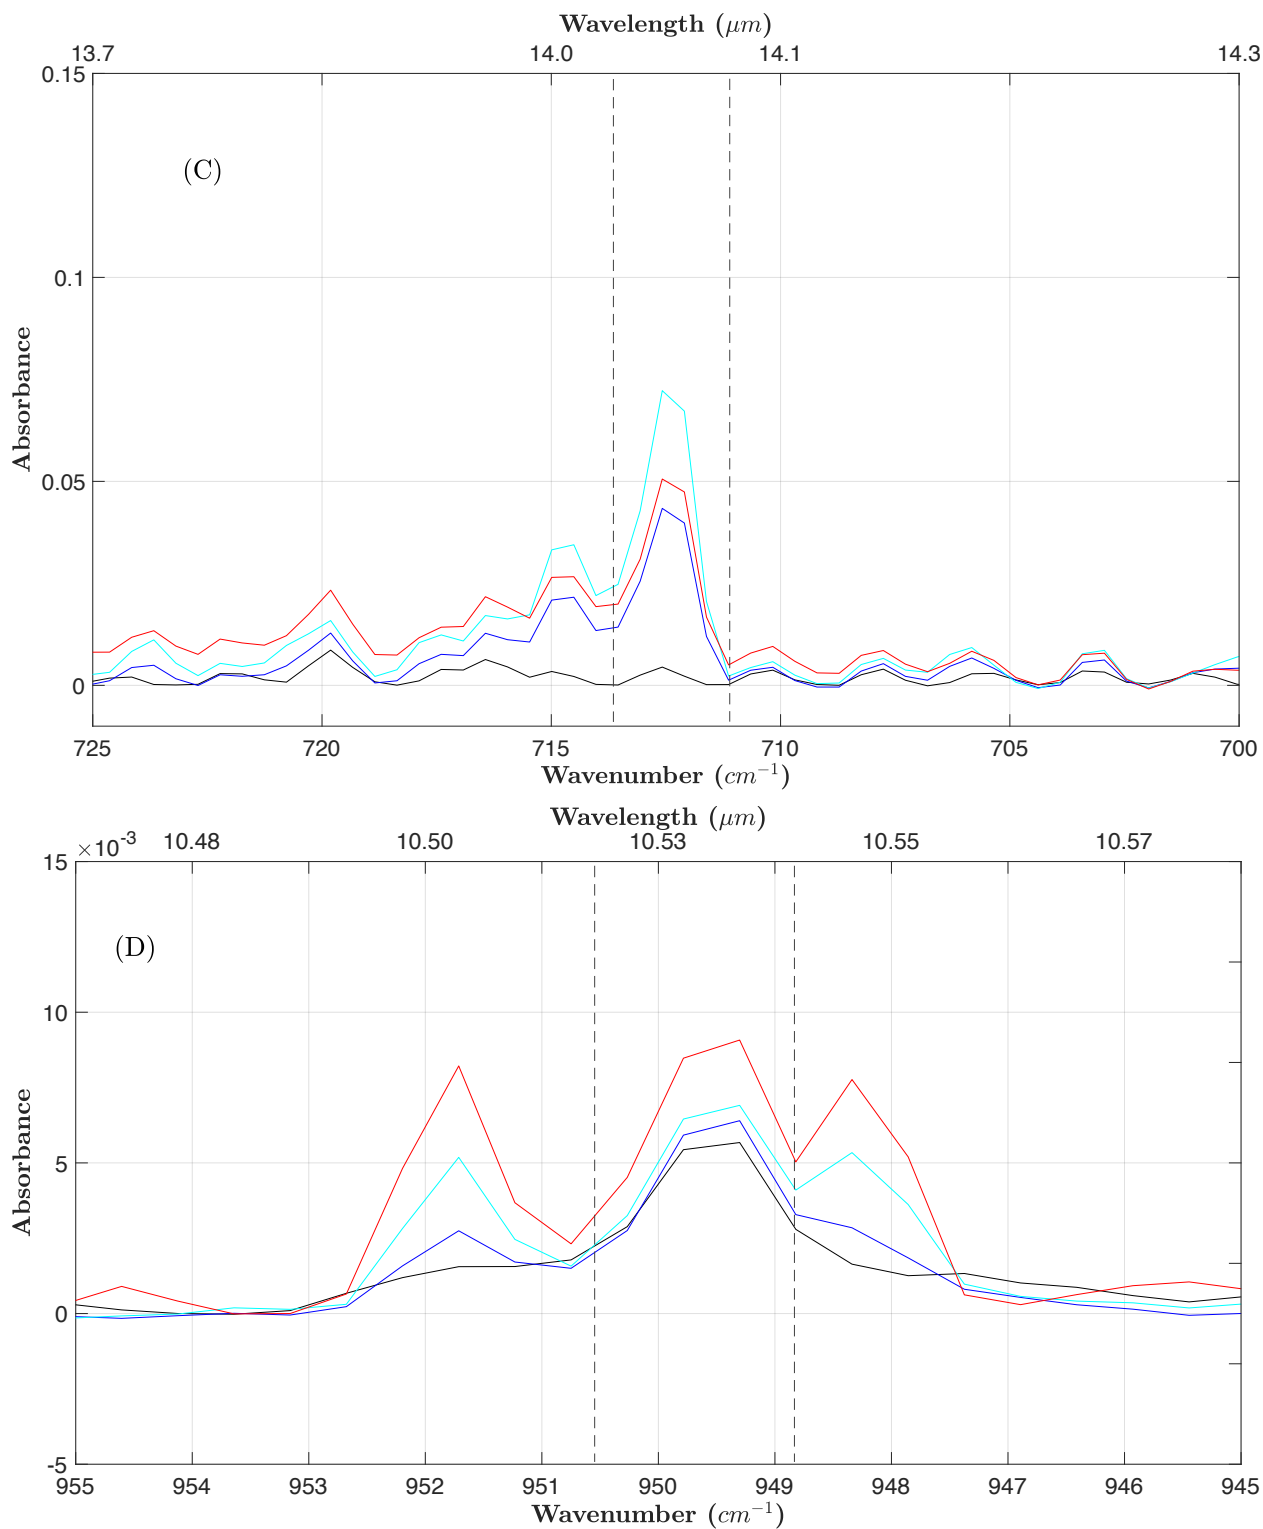 Wavelength (μm)
13.7 14.0 14.1 14.3
0.15
(C)
0.1
Absorbance
0.05
0
725 720 715 710 705 700
Wavenumber (cm⁻¹)
Wavelength (μm)
×10⁻³ 10.48 10.50 10.53 10.55 10.57
15
(D)
10
Absorbance
5
0
-5
955 954 953 952 951 950 949 948 947 946 945
Wavenumber (cm⁻¹)